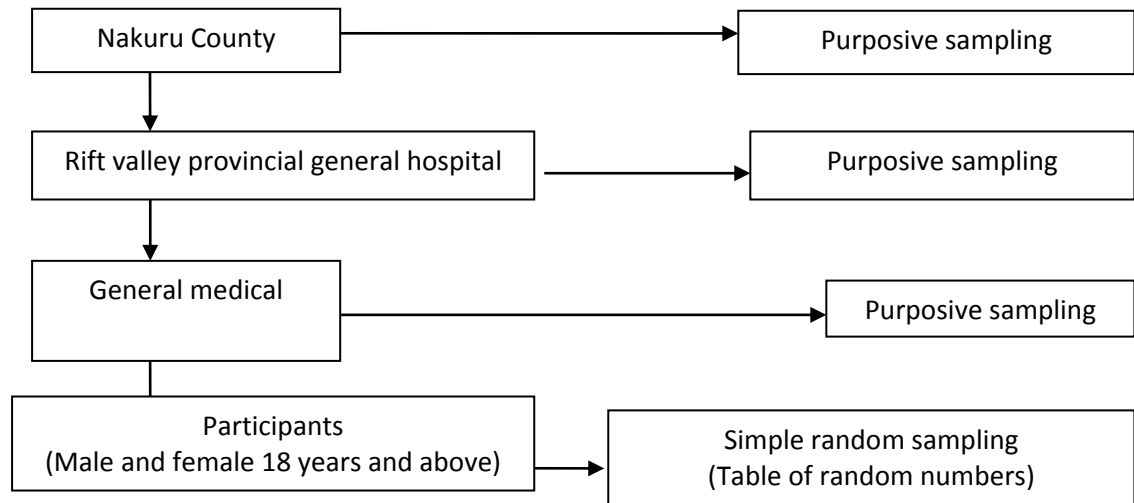 Nakuru County
Purposive sampling
Rift valley provincial general hospital
Purposive sampling
General medical
Purposive sampling
Participants
(Male and female 18 years and above)
Simple random sampling
(Table of random numbers)